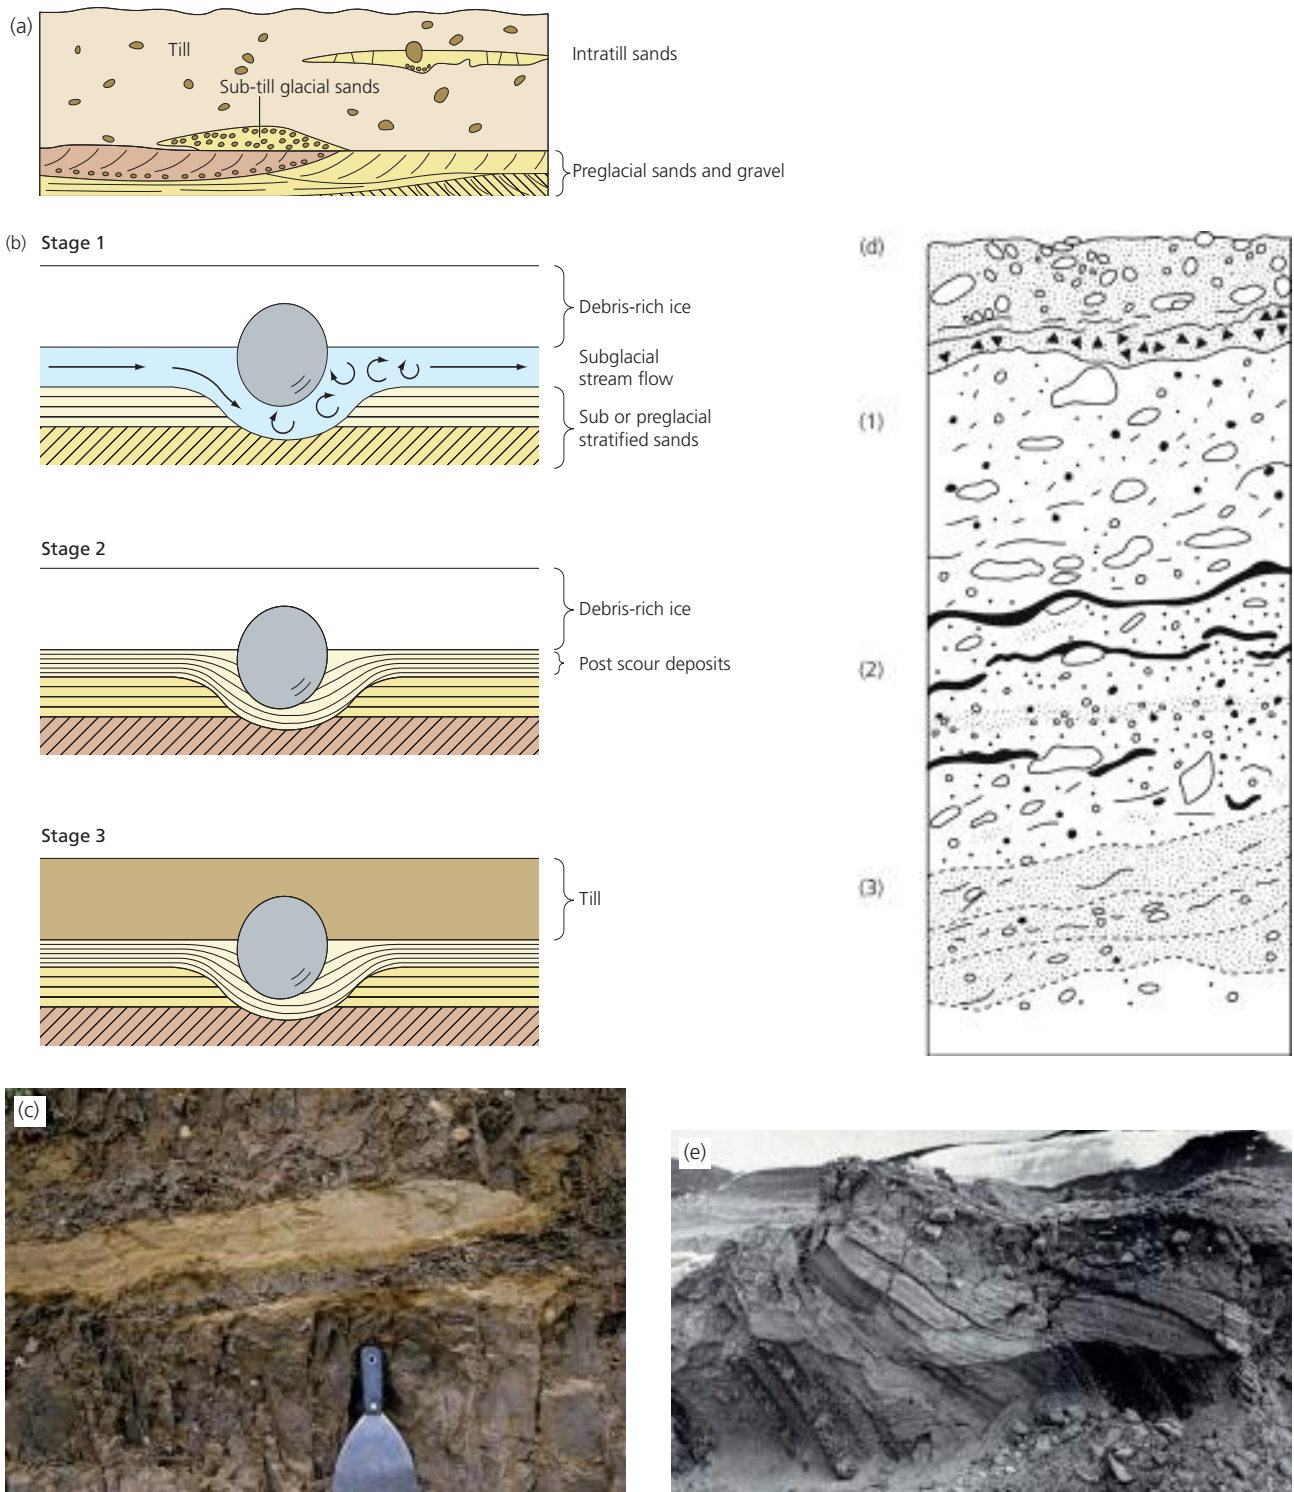 (a)
Till
Intratill sands
Sub-till glacial sands
Preglacial sands and gravel
(b) Stage 1
Debris-rich ice
Subglacial
stream flow
Sub or preglacial
stratified sands
Stage 2
Debris-rich ice
Post scour deposits
Stage 3
Till
(d)
(1)
(2)
(3)
(c)
(e)